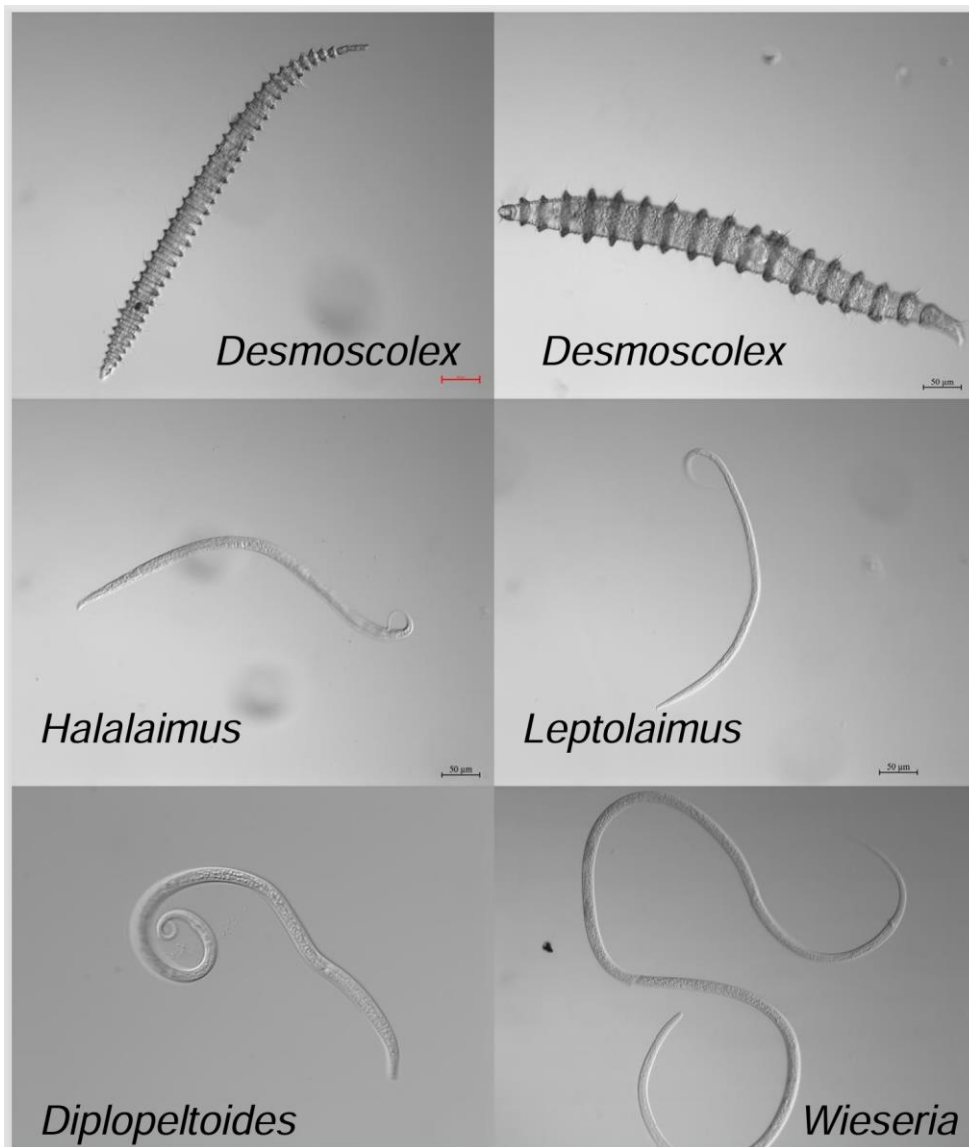 Desmoscolex
Desmoscolex
50 µm
Halalaimus
50 µm
Leptolaimus
50 µm
Diplopeltoides
Wieseria